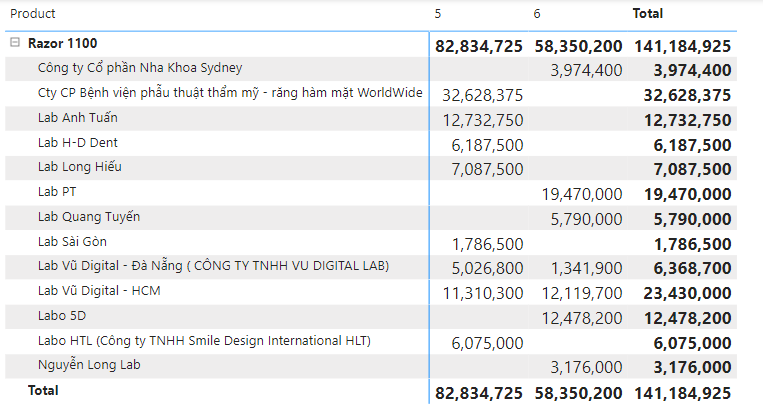 Product 5 6 Total
Razor 1100 82,834,725 58,350,200 141,184,925
Công ty Cổ phần Nha Khoa Sydney 3,974,400 3,974,400
Cty CP Bệnh viện phẫu thuật thẩm mỹ - răng hàm mặt WorldWide 32,628,375 32,628,375
Lab Anh Tuấn 12,732,750 12,732,750
Lab H-D Dent 6,187,500 6,187,500
Lab Long Hiếu 7,087,500 7,087,500
Lab PT 19,470,000 19,470,000
Lab Quang Tuyến 5,790,000 5,790,000
Lab Sài Gòn 1,786,500 1,786,500
Lab Vũ Digital - Đà Nẵng ( CÔNG TY TNHH VU DIGITAL LAB) 5,026,800 1,341,900 6,368,700
Lab Vũ Digital - HCM 11,310,300 12,119,700 23,430,000
Labo 5D 12,478,200 12,478,200
Labo HTL (Công ty TNHH Smile Design International HLT) 6,075,000 6,075,000
Nguyễn Long Lab 3,176,000 3,176,000
Total 82,834,725 58,350,200 141,184,925